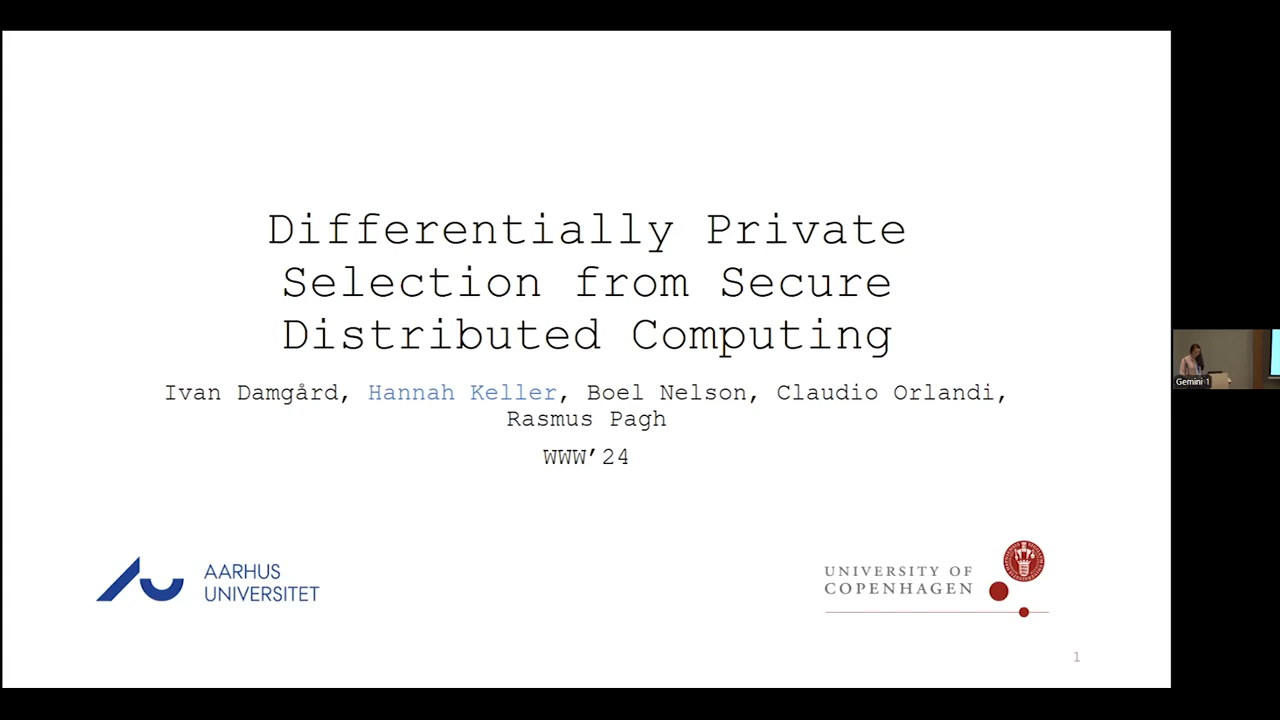 Differentially Private
Selection from Secure
Distributed Computing
Ivan Damgård, Hannah Keller, Boel Nelson, Claudio Orlandi,
Rasmus Pagh
WWW’24
AARHUS
UNIVERSITET
UNIVERSITY OF
COPENHAGEN
1
Gemini 1